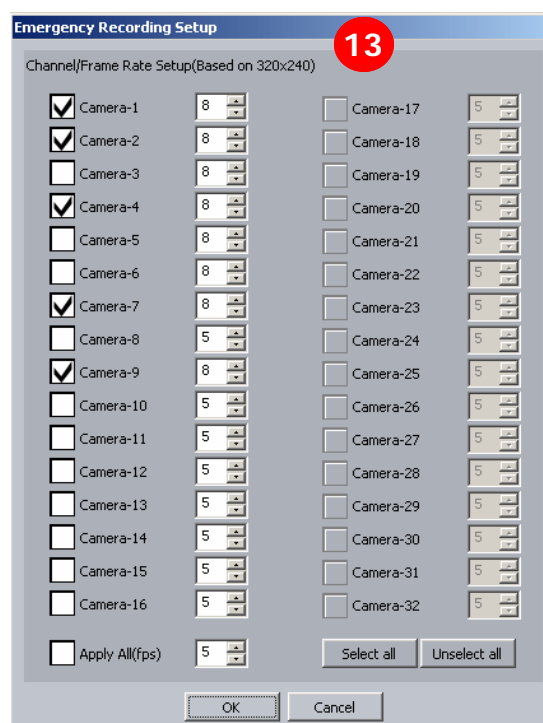 Emergency Recording Setup
13
Channel/Frame Rate Setup(Based on 320x240)
Camera-1 8 Camera-17 5
Camera-2 8 Camera-18 5
Camera-3 8 Camera-19 5
Camera-4 8 Camera-20 5
Camera-5 8 Camera-21 5
Camera-6 8 Camera-22 5
Camera-7 8 Camera-23 5
Camera-8 5 Camera-24 5
Camera-9 8 Camera-25 5
Camera-10 5 Camera-26 5
Camera-11 5 Camera-27 5
Camera-12 5 Camera-28 5
Camera-13 5 Camera-29 5
Camera-14 5 Camera-30 5
Camera-15 5 Camera-31 5
Camera-16 5 Camera-32 5
Apply All(fps) 5 Select all Unselect all
OK Cancel